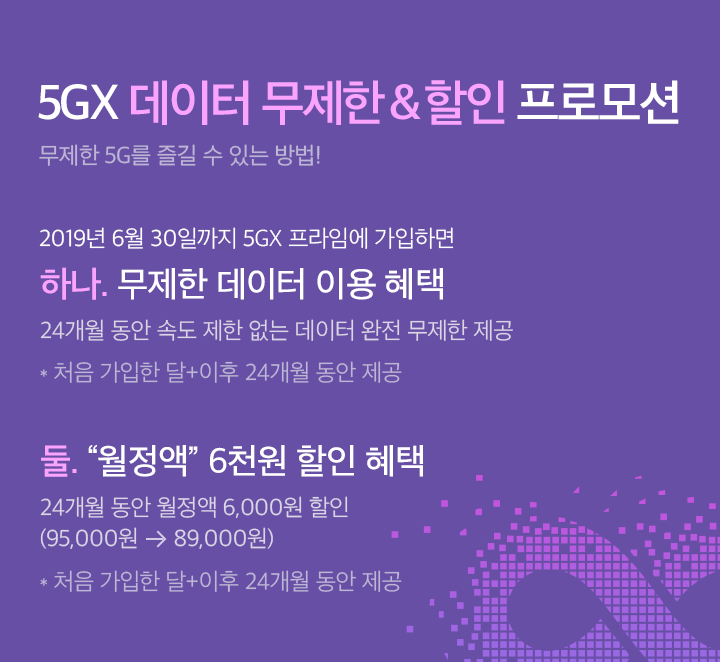 5GX 데이터 무제한&할인 프로모션
무제한 5G를 즐길 수 있는 방법!
2019년 6월 30일까지 5GX 프라임에 가입하면
하나. 무제한 데이터 이용 혜택
24개월 동안 속도 제한 없는 데이터 완전 무제한 제공
* 처음 가입한 달+이후 24개월 동안 제공
둘. “월정액” 6천원 할인 혜택
24개월 동안 월정액 6,000원 할인
(95,000원 → 89,000원)
* 처음 가입한 달+이후 24개월 동안 제공